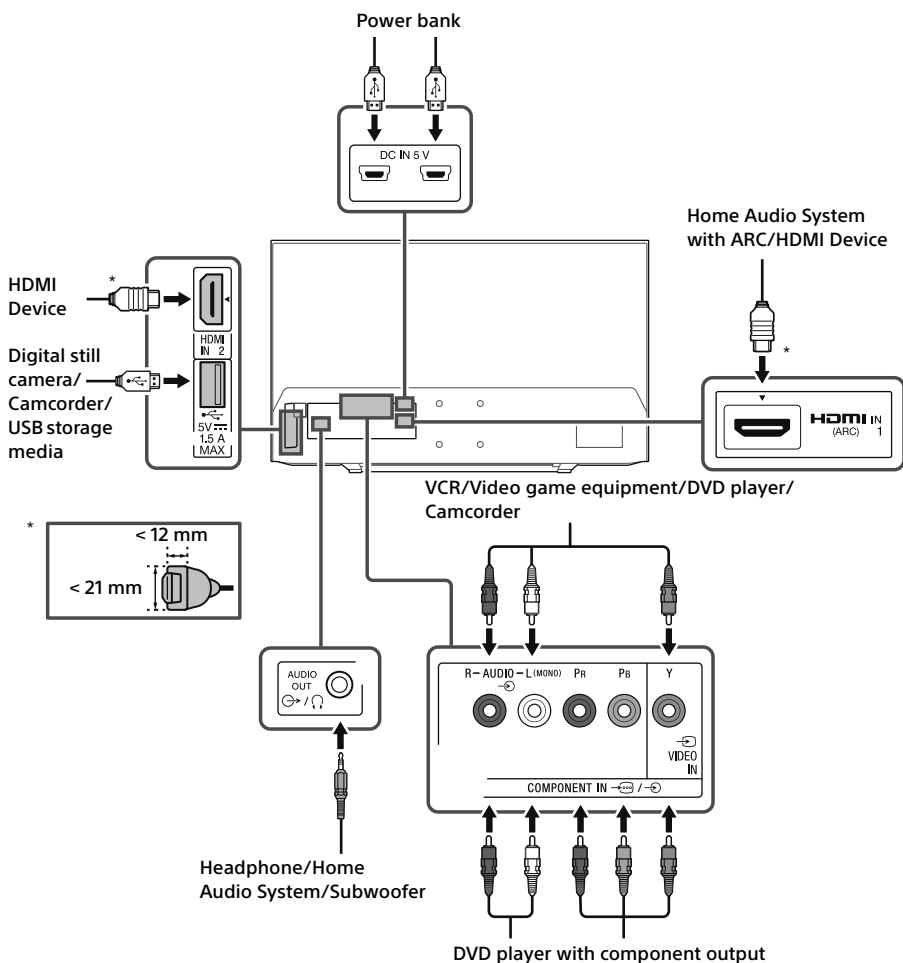 Power bank
DC IN 5 V
Home Audio System
with ARC/HDMI Device
HDMI
Device
*
HDMI
IN 2
Digital still
camera/
Camcorder/
USB storage
media
5V
1.5 A
MAX
*
HDMI IN
(ARC) 1
VCR/Video game equipment/DVD player/
Camcorder
*
< 12 mm
< 21 mm
AUDIO
OUT
/
R – AUDIO – L (MONO) PR PB Y
VIDEO
IN
COMPONENT IN /
Headphone/Home
Audio System/Subwoofer
DVD player with component output